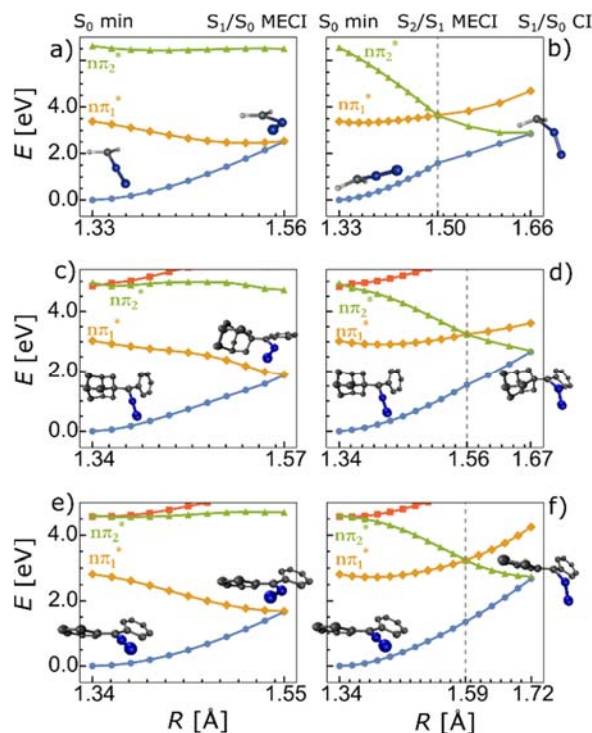 S₀ min S₁/S₀ MECI S₂/S₁ MECI S₁/S₀ CI
a)
nπ₂*
nπ₁*
E [eV]
4.0
2.0
0.0
1.33 1.56
b)
nπ₂*
nπ₁*
1.33 1.50 1.66
c)
nπ₂*
nπ₁*
E [eV]
4.0
2.0
0.0
1.34 1.57
d)
nπ₂*
nπ₁*
1.34 1.56 1.67
e)
nπ₂*
nπ₁*
E [eV]
4.0
2.0
0.0
1.34 1.55
R [Å]
f)
nπ₂*
nπ₁*
1.34 1.59 1.72
R [Å]